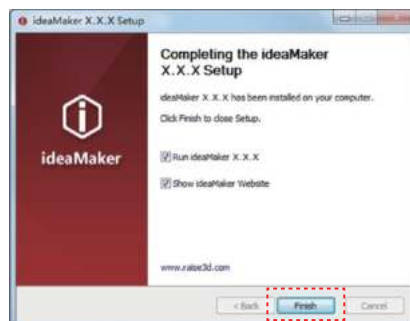 ideaMaker X.X.X Setup
Completing the ideaMaker
X.X.X Setup
ideaMaker X.X.X has been installed on your computer.
Click Finish to close Setup.
ideaMaker
Run ideaMaker X.X.X
Show ideaMaker Website
www.raise3d.com
< Back
Finish
Cancel